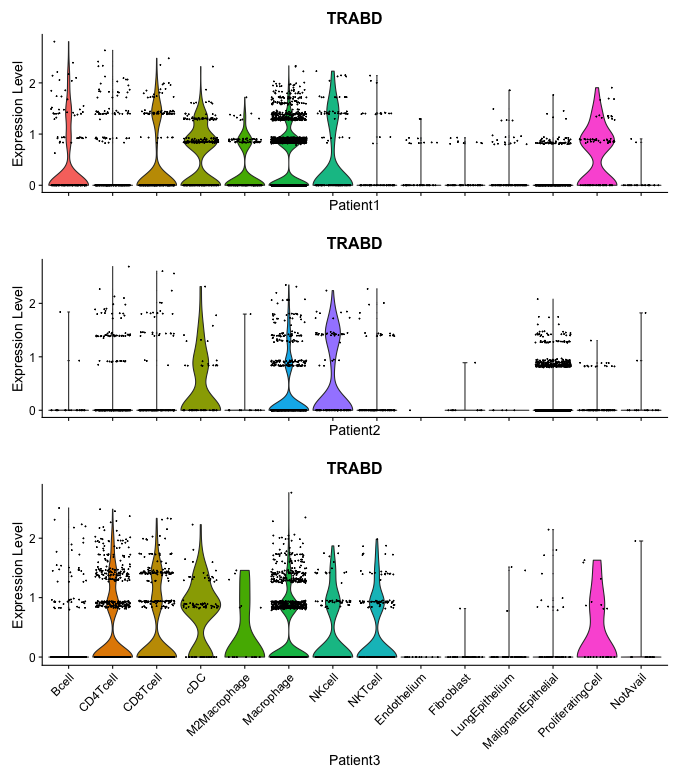 TRABD
Expression Level
2
1
0
Patient1
TRABD
Expression Level
2
1
0
Patient2
TRABD
Expression Level
2
1
0
Bcell
CD4Tcell
CD8Tcell
cDC
M2Macrophage
Macrophage
NKcell
NKTcell
Endothelium
Fibroblast
LungEpithelium
MalignantEpithelial
ProliferatingCell
NotAvail
Patient3